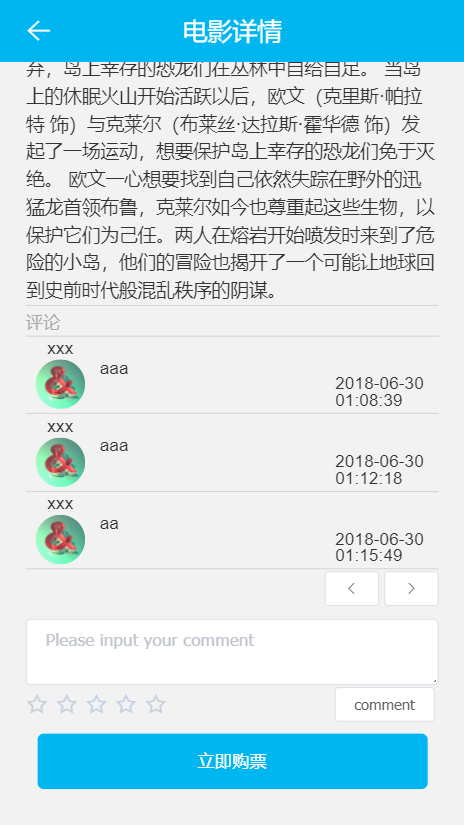 电影详情
弃，岛上幸存的恐龙们在丛林中自给自足。 当岛
上的休眠火山开始活跃以后，欧文（克里斯·帕拉
特 饰）与克莱尔（布莱丝·达拉斯·霍华德 饰）发
起了一场运动，想要保护岛上幸存的恐龙们免于灭
绝。 欧文一心想要找到自己依然失踪在野外的迅
猛龙首领布鲁，克莱尔如今也尊重起这些生物，以
保护它们为己任。两人在熔岩开始喷发时来到了危
险的小岛，他们的冒险也揭开了一个可能让地球回
到史前时代般混乱秩序的阴谋。
评论
xxx
aaa
2018-06-30
01:08:39
xxx
aaa
2018-06-30
01:12:18
xxx
aa
2018-06-30
01:15:49
Please input your comment
comment
立即购票